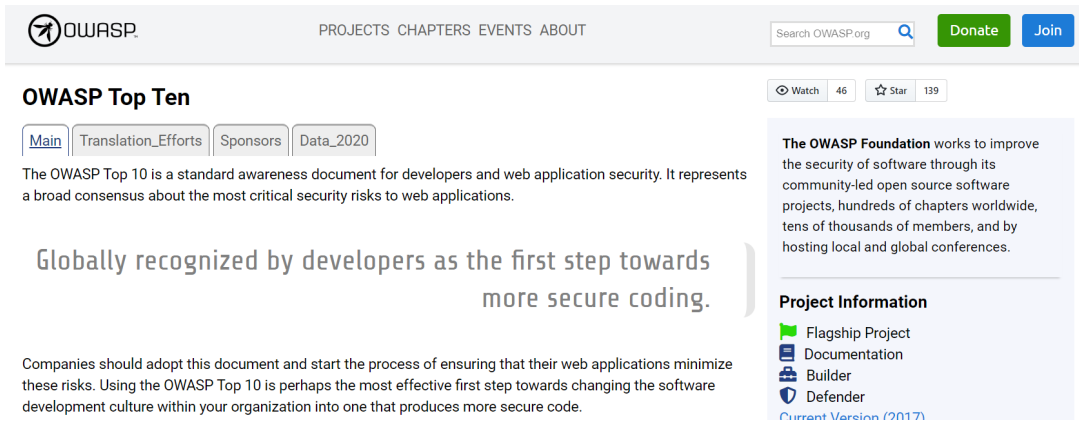 OWASP
PROJECTS CHAPTERS EVENTS ABOUT
Search OWASP.org
Donate
Join
OWASP Top Ten
Watch 46
Star 139
Main
Translation_Efforts
Sponsors
Data_2020
The OWASP Top 10 is a standard awareness document for developers and web application security. It represents
a broad consensus about the most critical security risks to web applications.
Globally recognized by developers as the first step towards
more secure coding.
Companies should adopt this document and start the process of ensuring that their web applications minimize
these risks. Using the OWASP Top 10 is perhaps the most effective first step towards changing the software
development culture within your organization into one that produces more secure code.
The OWASP Foundation works to improve
the security of software through its
community-led open source software
projects, hundreds of chapters worldwide,
tens of thousands of members, and by
hosting local and global conferences.
Project Information
Flagship Project
Documentation
Builder
Defender
Current Version (2017)